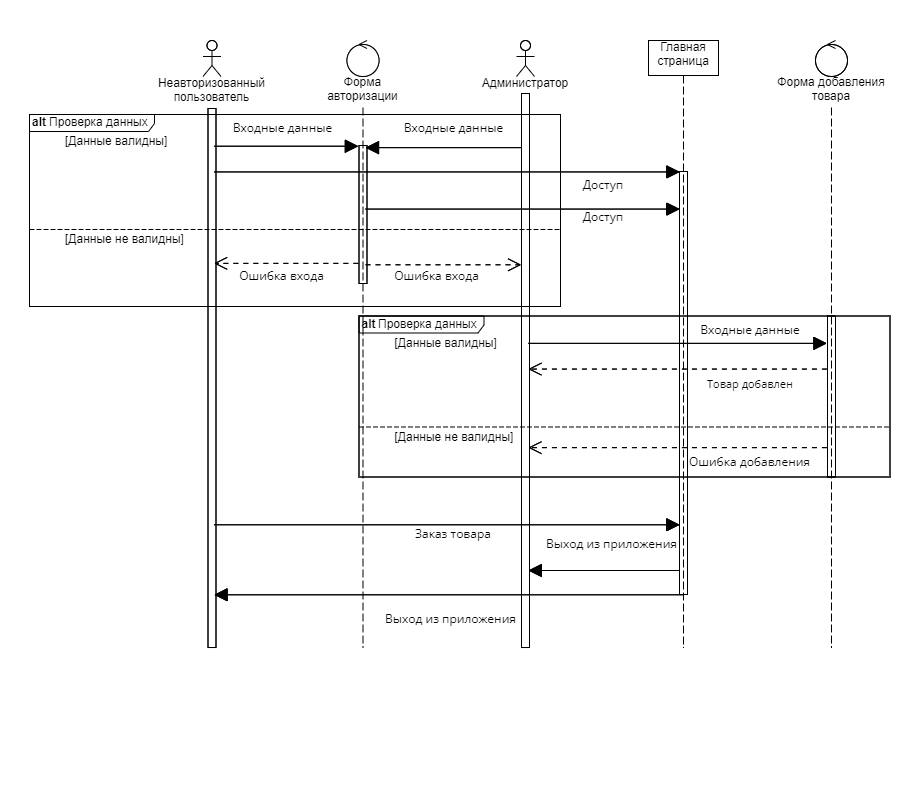 Неавторизованный
пользователь
Форма
авторизации
Администратор
Главная
страница
Форма добавления
товара
alt Проверка данных
[Данные валидны]
Входные данные
Входные данные
Доступ
Доступ
[Данные не валидны]
Ошибка входа
Ошибка входа
alt Проверка данных
[Данные валидны]
Входные данные
Товар добавлен
[Данные не валидны]
Ошибка добавления
Заказ товара
Выход из приложения
Выход из приложения